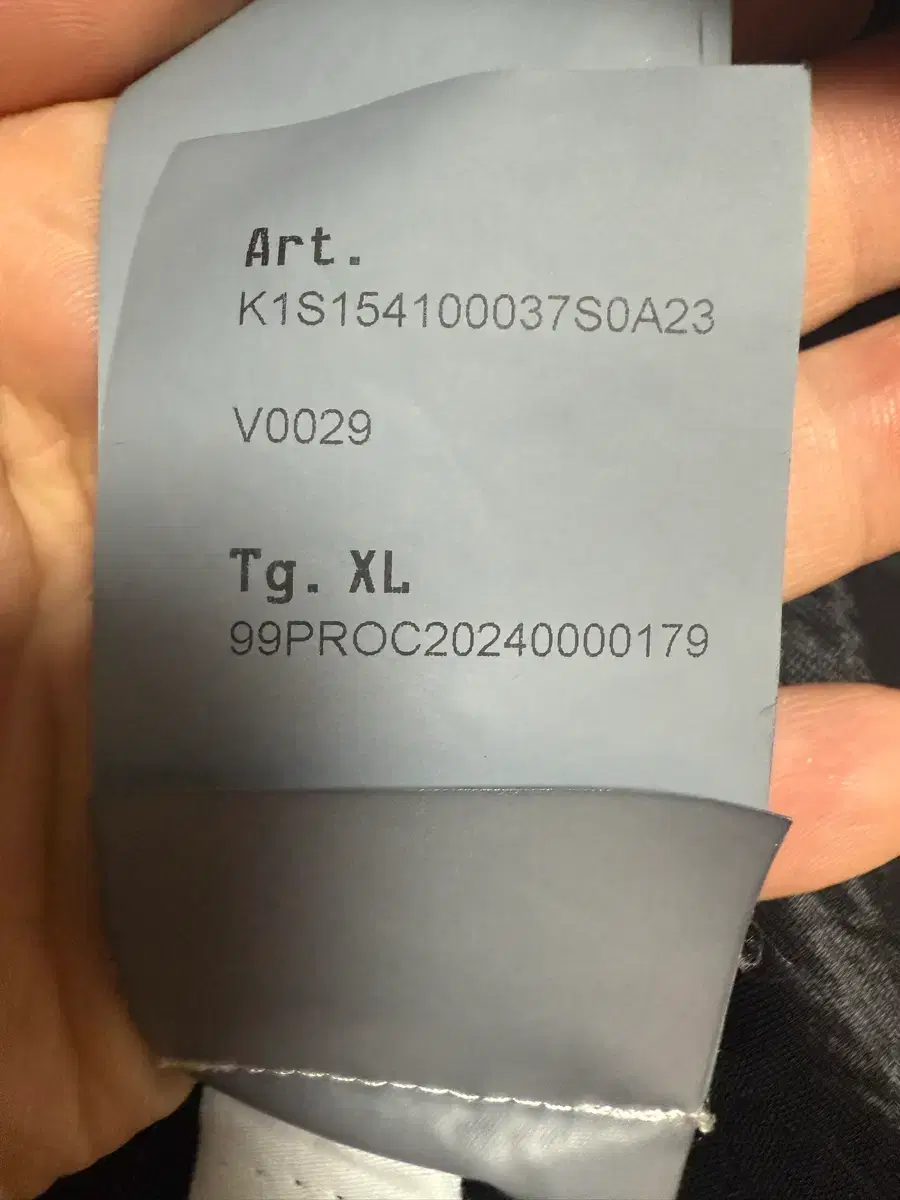 Art.
K1S154100037S0A23
V0029
Tg. XL
99PROC20240000179